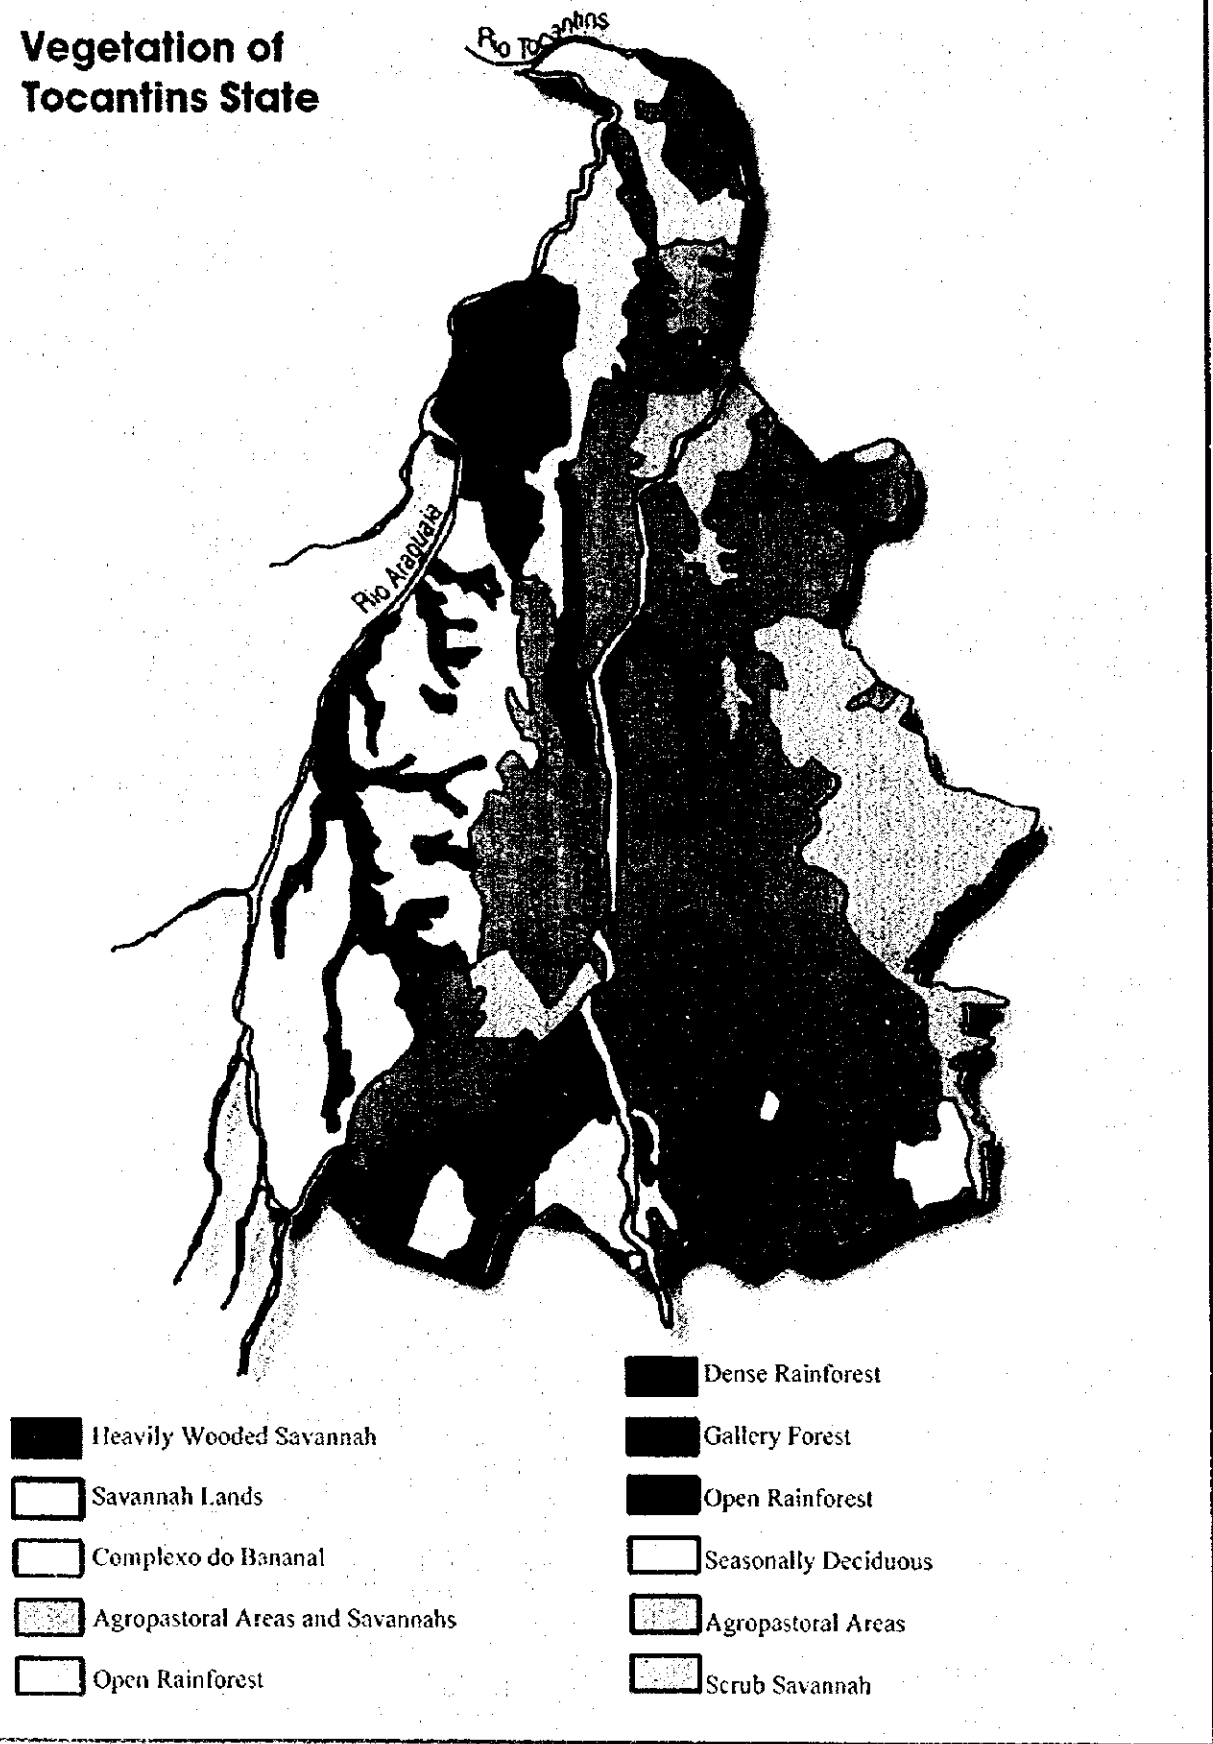 Vegetation of
Tocantins State
Rio Tocantins
Rio Araguaia
Heavily Wooded Savannah
Savannah Lands
Complexo do Bananal
Agropastoral Areas and Savannahs
Open Rainforest
Dense Rainforest
Gallery Forest
Open Rainforest
Seasonally Deciduous
Agropastoral Areas
Scrub Savannah